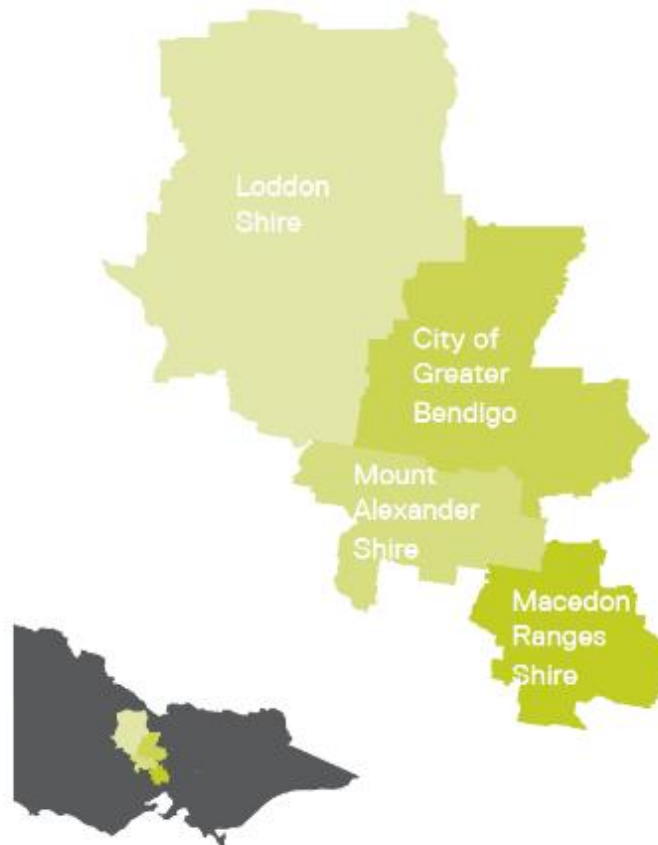 Loddon
Shire
City of
Greater
Bendigo
Mount
Alexander
Shire
Macedon
Ranges
Shire